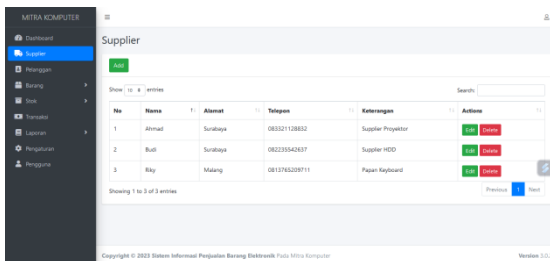 MITRA KOMPUTER
Dashboard
Supplier
Pelanggan
Barang
Stok
Transaksi
Laporan
Pengaturan
Pengguna
Supplier
Add
Show 10 entries
Search:
No Nama Alamat Telepon Keterangan Actions
1 Ahmad Surabaya 083321128832 Supplier Proyektor Edit Delete
2 Budi Surabaya 082235542637 Supplier HDD Edit Delete
3 Riky Malang 0813765209711 Papan Keyboard Edit Delete
Showing 1 to 3 of 3 entries
Previous 1 Next
Copyright © 2023 Sistem Informasi Penjualan Barang Elektronik Pada Mitra Komputer
Version 3.0.